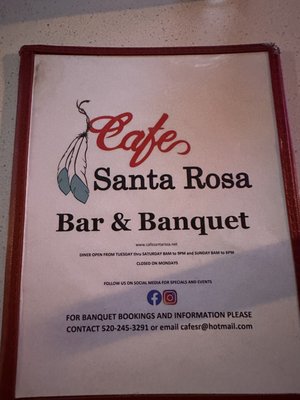 Cafe
Santa Rosa
Bar & Banquet
www.cafesantarosa.net
DINER OPEN FROM TUESDAY thru SATURDAY 8AM to 9PM and SUNDAY 8AM to 8PM
CLOSED ON MONDAYS
FOLLOW US ON SOCIAL MEDIA FOR SPECIALS AND EVENTS
FOR BANQUET BOOKINGS AND INFORMATION PLEASE
CONTACT 520-245-3291 or email cafesr@hotmail.com